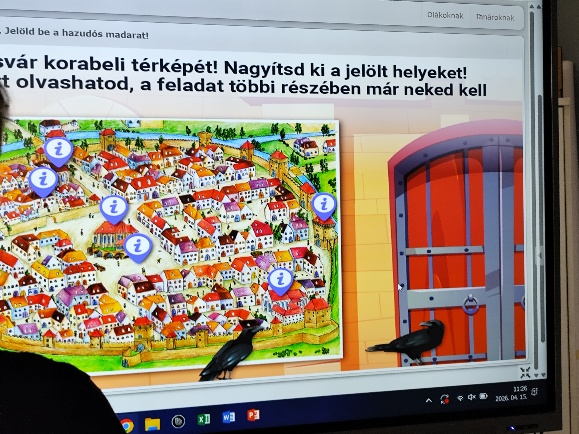 Diákoknak Tanároknak
. Jelöld be a hazudós madarat!
svár korabeli térképét! Nagyítsd ki a jelölt helyeket!
tt olvashatod, a feladat többi részében már neked kell
i
i
i
i
i
i
11:26
2026. 04. 15.